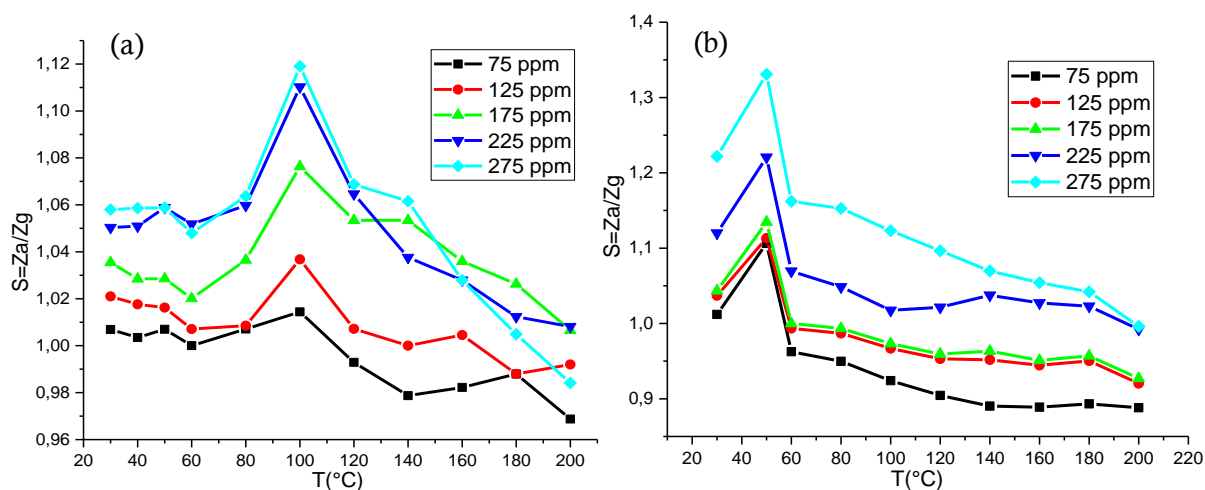 (a)
75 ppm
125 ppm
175 ppm
225 ppm
275 ppm
1,12
1,10
1,08
1,06
1,04
1,02
1,00
0,98
0,96
S=Za/Zg
20 40 60 80 100 120 140 160 180 200
T(°C)
(b)
75 ppm
125 ppm
175 ppm
225 ppm
275 ppm
1,4
1,3
1,2
1,1
1,0
0,9
S=Za/Zg
20 40 60 80 100 120 140 160 180 200 220
T(°C)